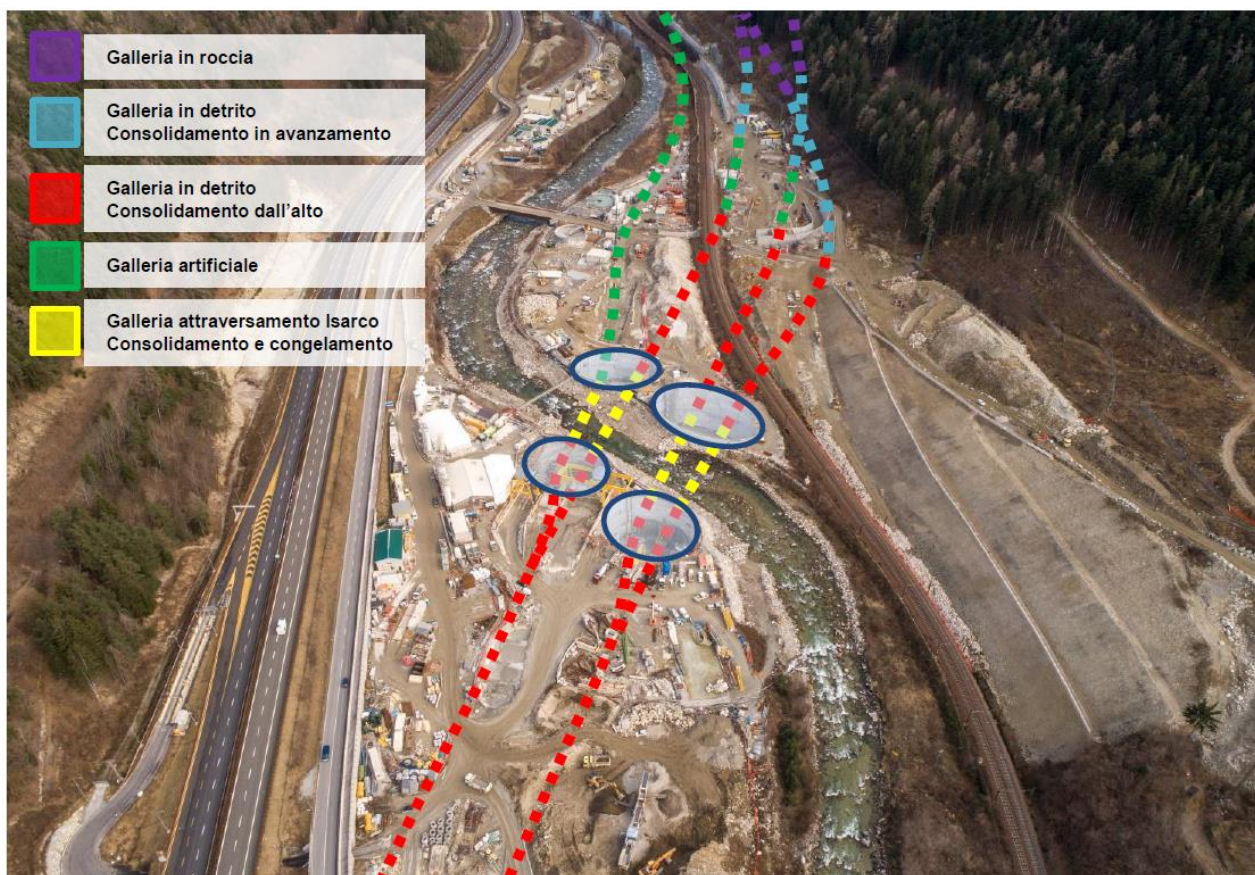 Galleria in roccia
Galleria in detrito
Consolidamento in avanzamento
Galleria in detrito
Consolidamento dall'alto
Galleria artificiale
Galleria attraversamento Isarco
Consolidamento e congelamento